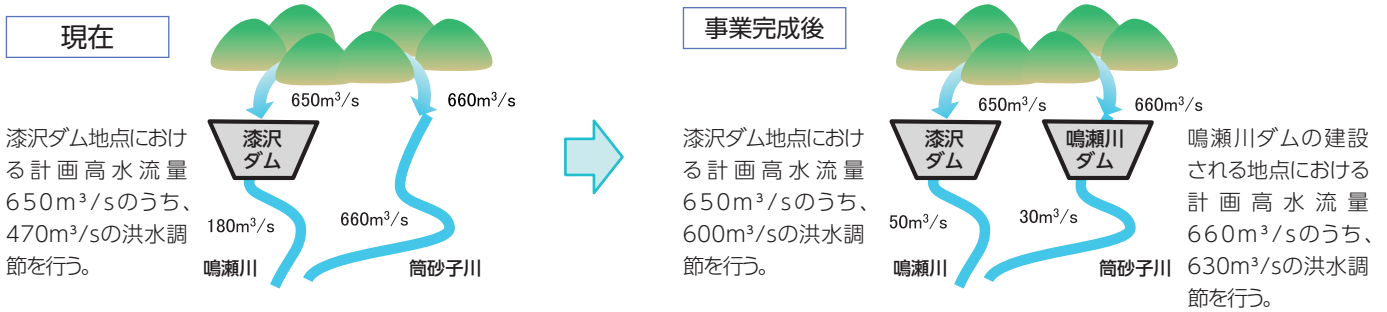 現在
650m³/s
660m³/s
漆沢
ダム
漆沢ダム地点におけ
る計画高水流量
650m³/sのうち、
470m³/sの洪水調
節を行う。
180m³/s
660m³/s
鳴瀬川
筒砂子川
事業完成後
650m³/s
660m³/s
漆沢
ダム
鳴瀬川
ダム
漆沢ダム地点におけ
る計画高水流量
650m³/sのうち、
600m³/sの洪水調
節を行う。
50m³/s
30m³/s
鳴瀬川
筒砂子川
鳴瀬川ダムの建設
される地点における
計画高水流量
660m³/sのうち、
630m³/sの洪水調
節を行う。